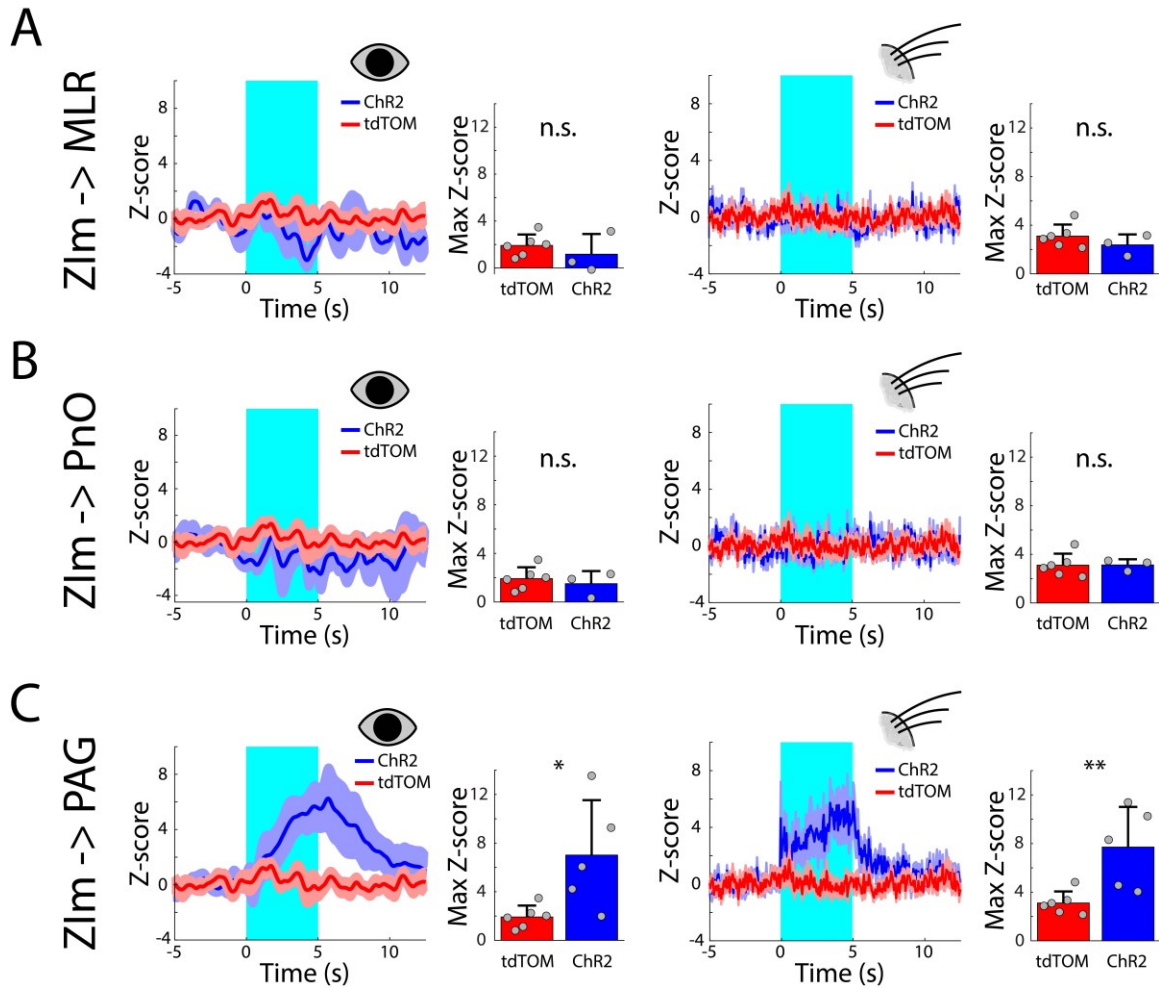 A
ZIm -> MLR
Z-score
8
4
0
-4
-5
0
5
10
Time (s)
ChR2
tdTOM
Max Z-score
12
8
4
0
n.s.
tdTOM
ChR2
Z-score
8
4
0
-4
-5
0
5
10
Time (s)
ChR2
tdTOM
Max Z-score
12
8
4
0
n.s.
tdTOM
ChR2
B
ZIm -> PnO
Z-score
8
4
0
-4
-5
0
5
10
Time (s)
ChR2
tdTOM
Max Z-score
12
8
4
0
n.s.
tdTOM
ChR2
Z-score
8
4
0
-4
-5
0
5
10
Time (s)
ChR2
tdTOM
Max Z-score
12
8
4
0
n.s.
tdTOM
ChR2
C
ZIm -> PAG
Z-score
8
4
0
-4
-5
0
5
10
Time (s)
ChR2
tdTOM
Max Z-score
12
8
4
0
*
tdTOM
ChR2
Z-score
8
4
0
-4
-5
0
5
10
Time (s)
ChR2
tdTOM
Max Z-score
12
8
4
0
**
tdTOM
ChR2